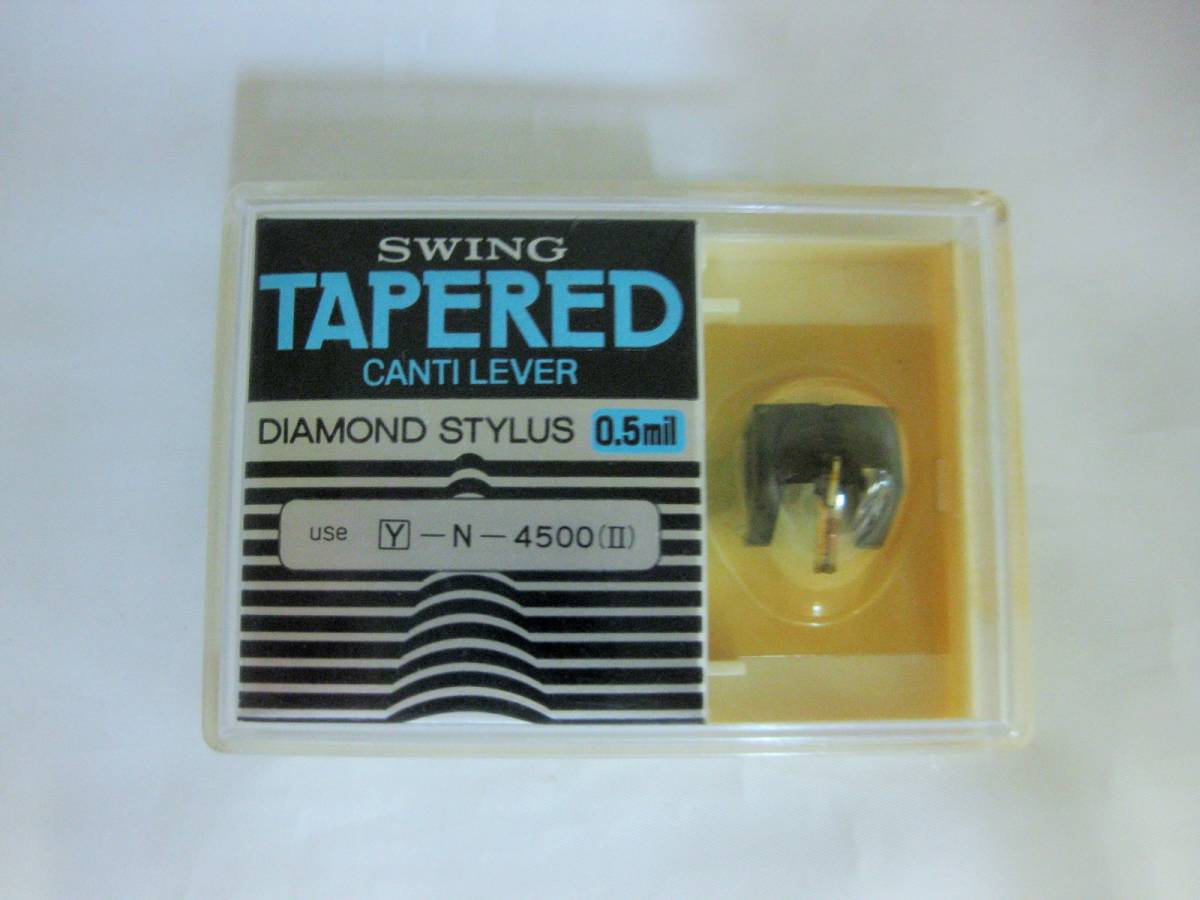 SWING
TAPERED
CANTI LEVER
DIAMOND STYLUS 0.5mil
use Y-N-4500(II)